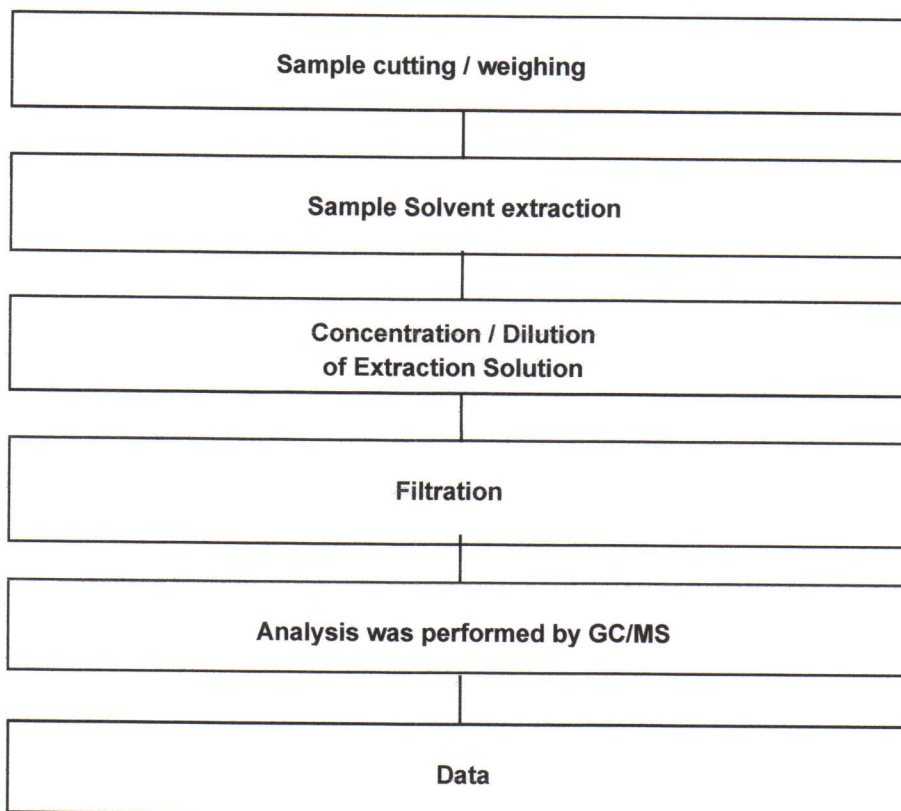 Sample cutting / weighing
Sample Solvent extraction
Concentration / Dilution
of Extraction Solution
Filtration
Analysis was performed by GC/MS
Data